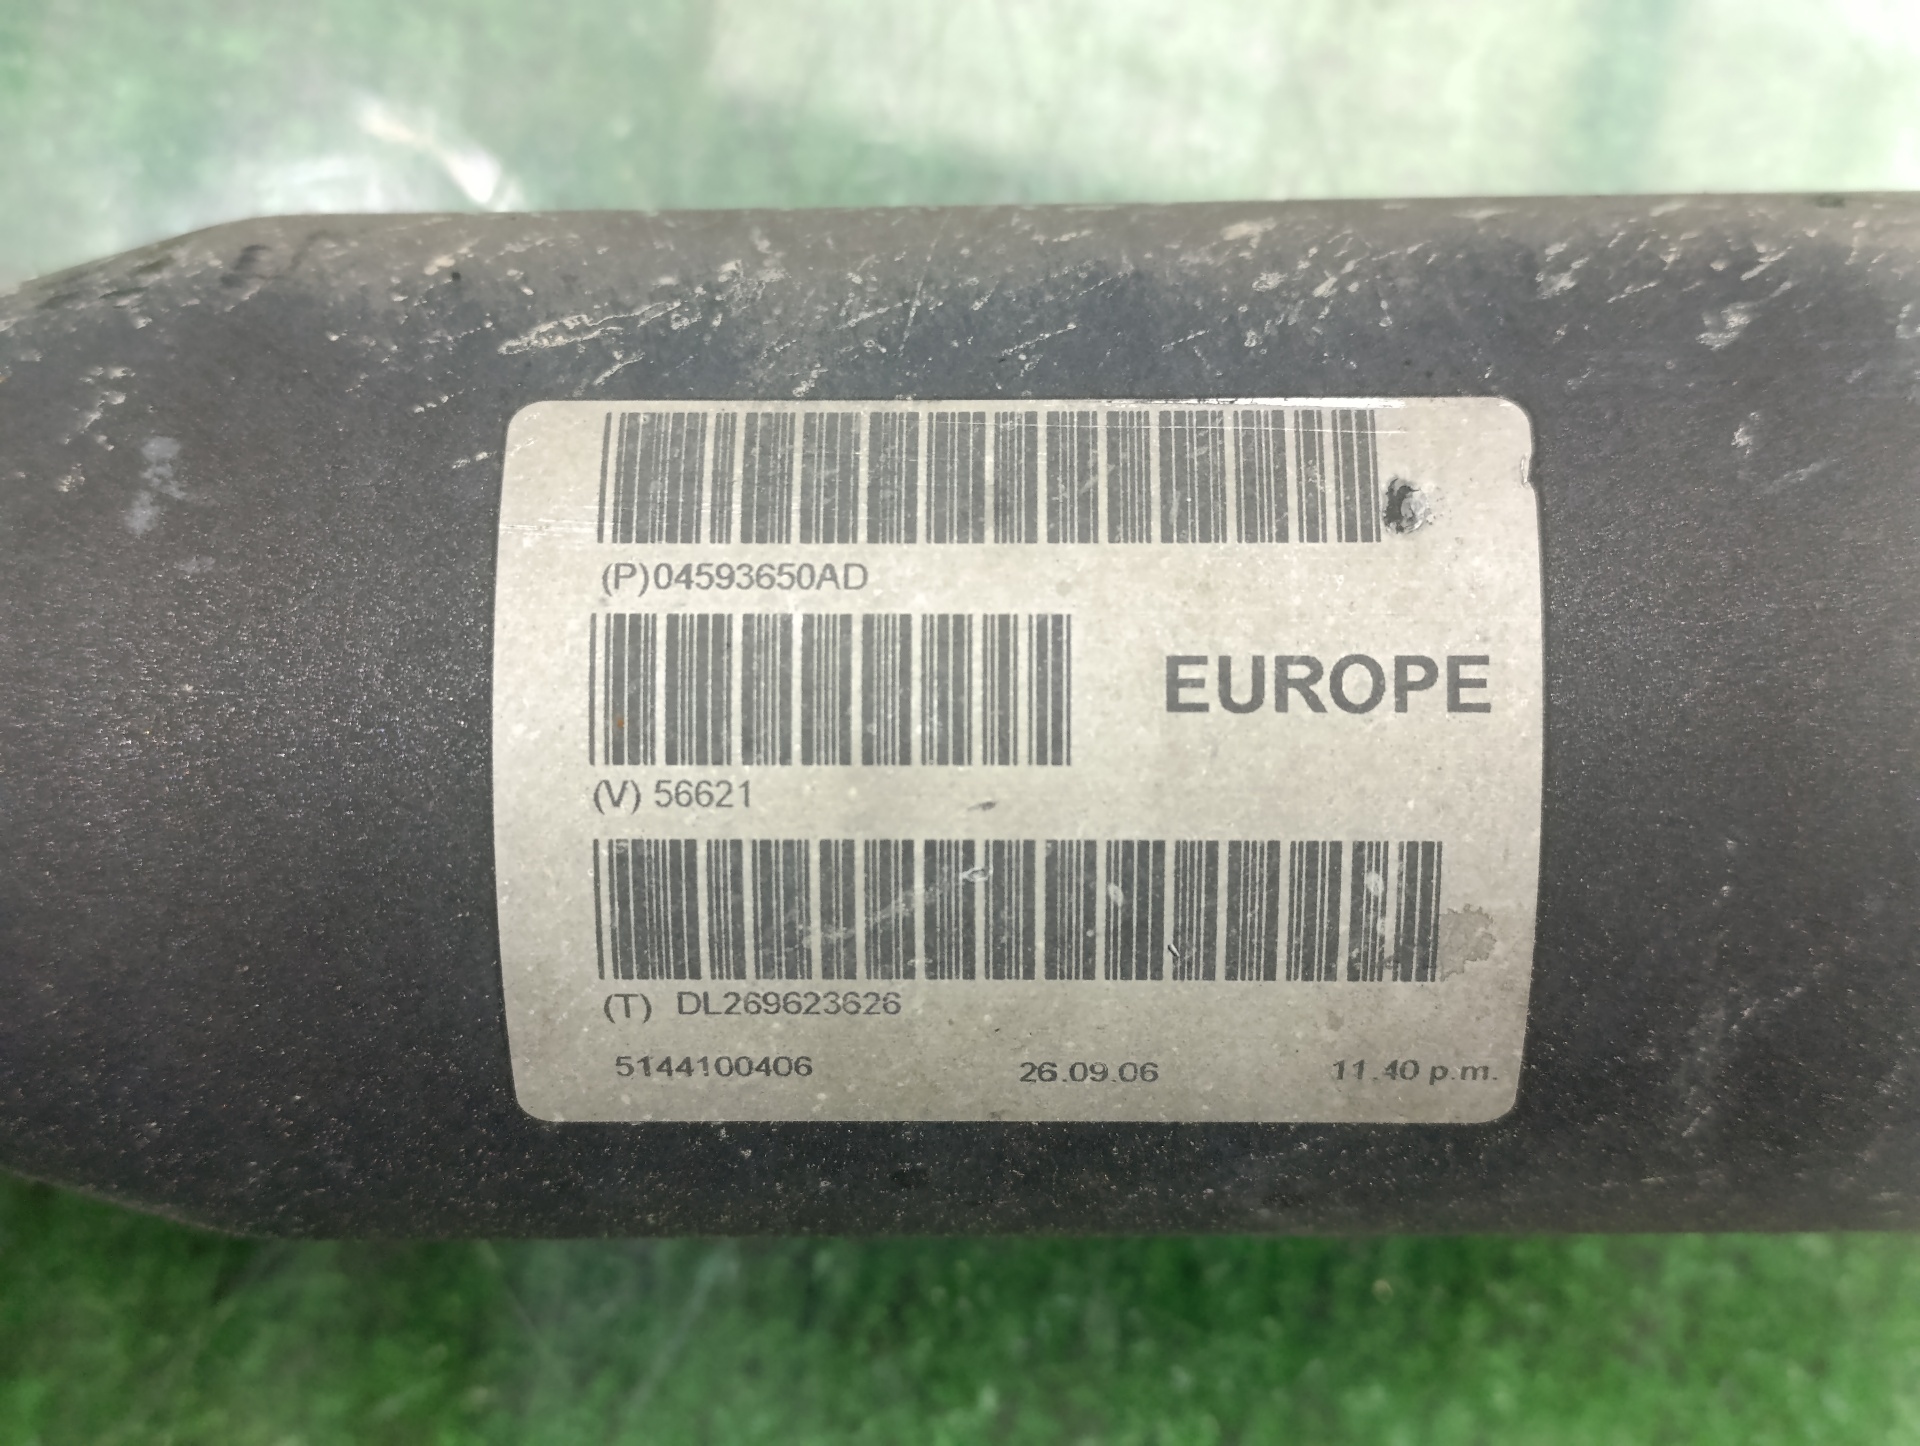 (P)04593650AD
EUROPE
(V) 56621
(T) DL269623626
5144100406 26.09.06 11.40 p.m.